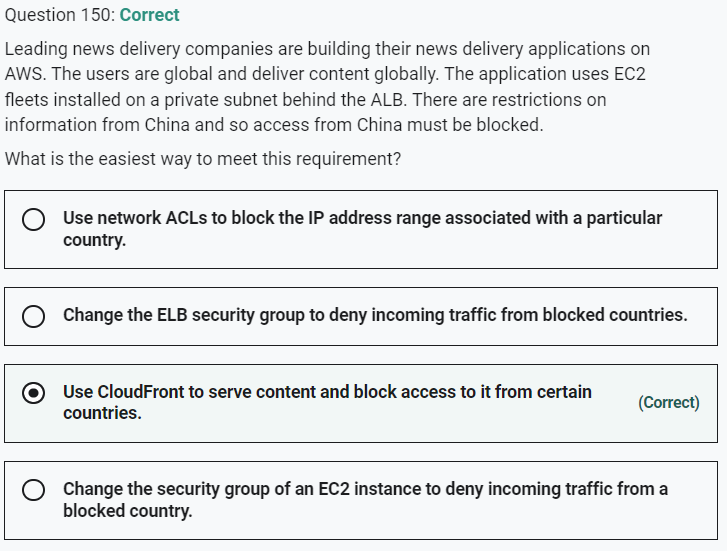 Question 150: Correct
Leading news delivery companies are building their news delivery applications on
AWS. The users are global and deliver content globally. The application uses EC2
fleets installed on a private subnet behind the ALB. There are restrictions on
information from China and so access from China must be blocked.
What is the easiest way to meet this requirement?
Use network ACLs to block the IP address range associated with a particular
country.
Change the ELB security group to deny incoming traffic from blocked countries.
Use CloudFront to serve content and block access to it from certain
countries.
(Correct)
Change the security group of an EC2 instance to deny incoming traffic from a
blocked country.